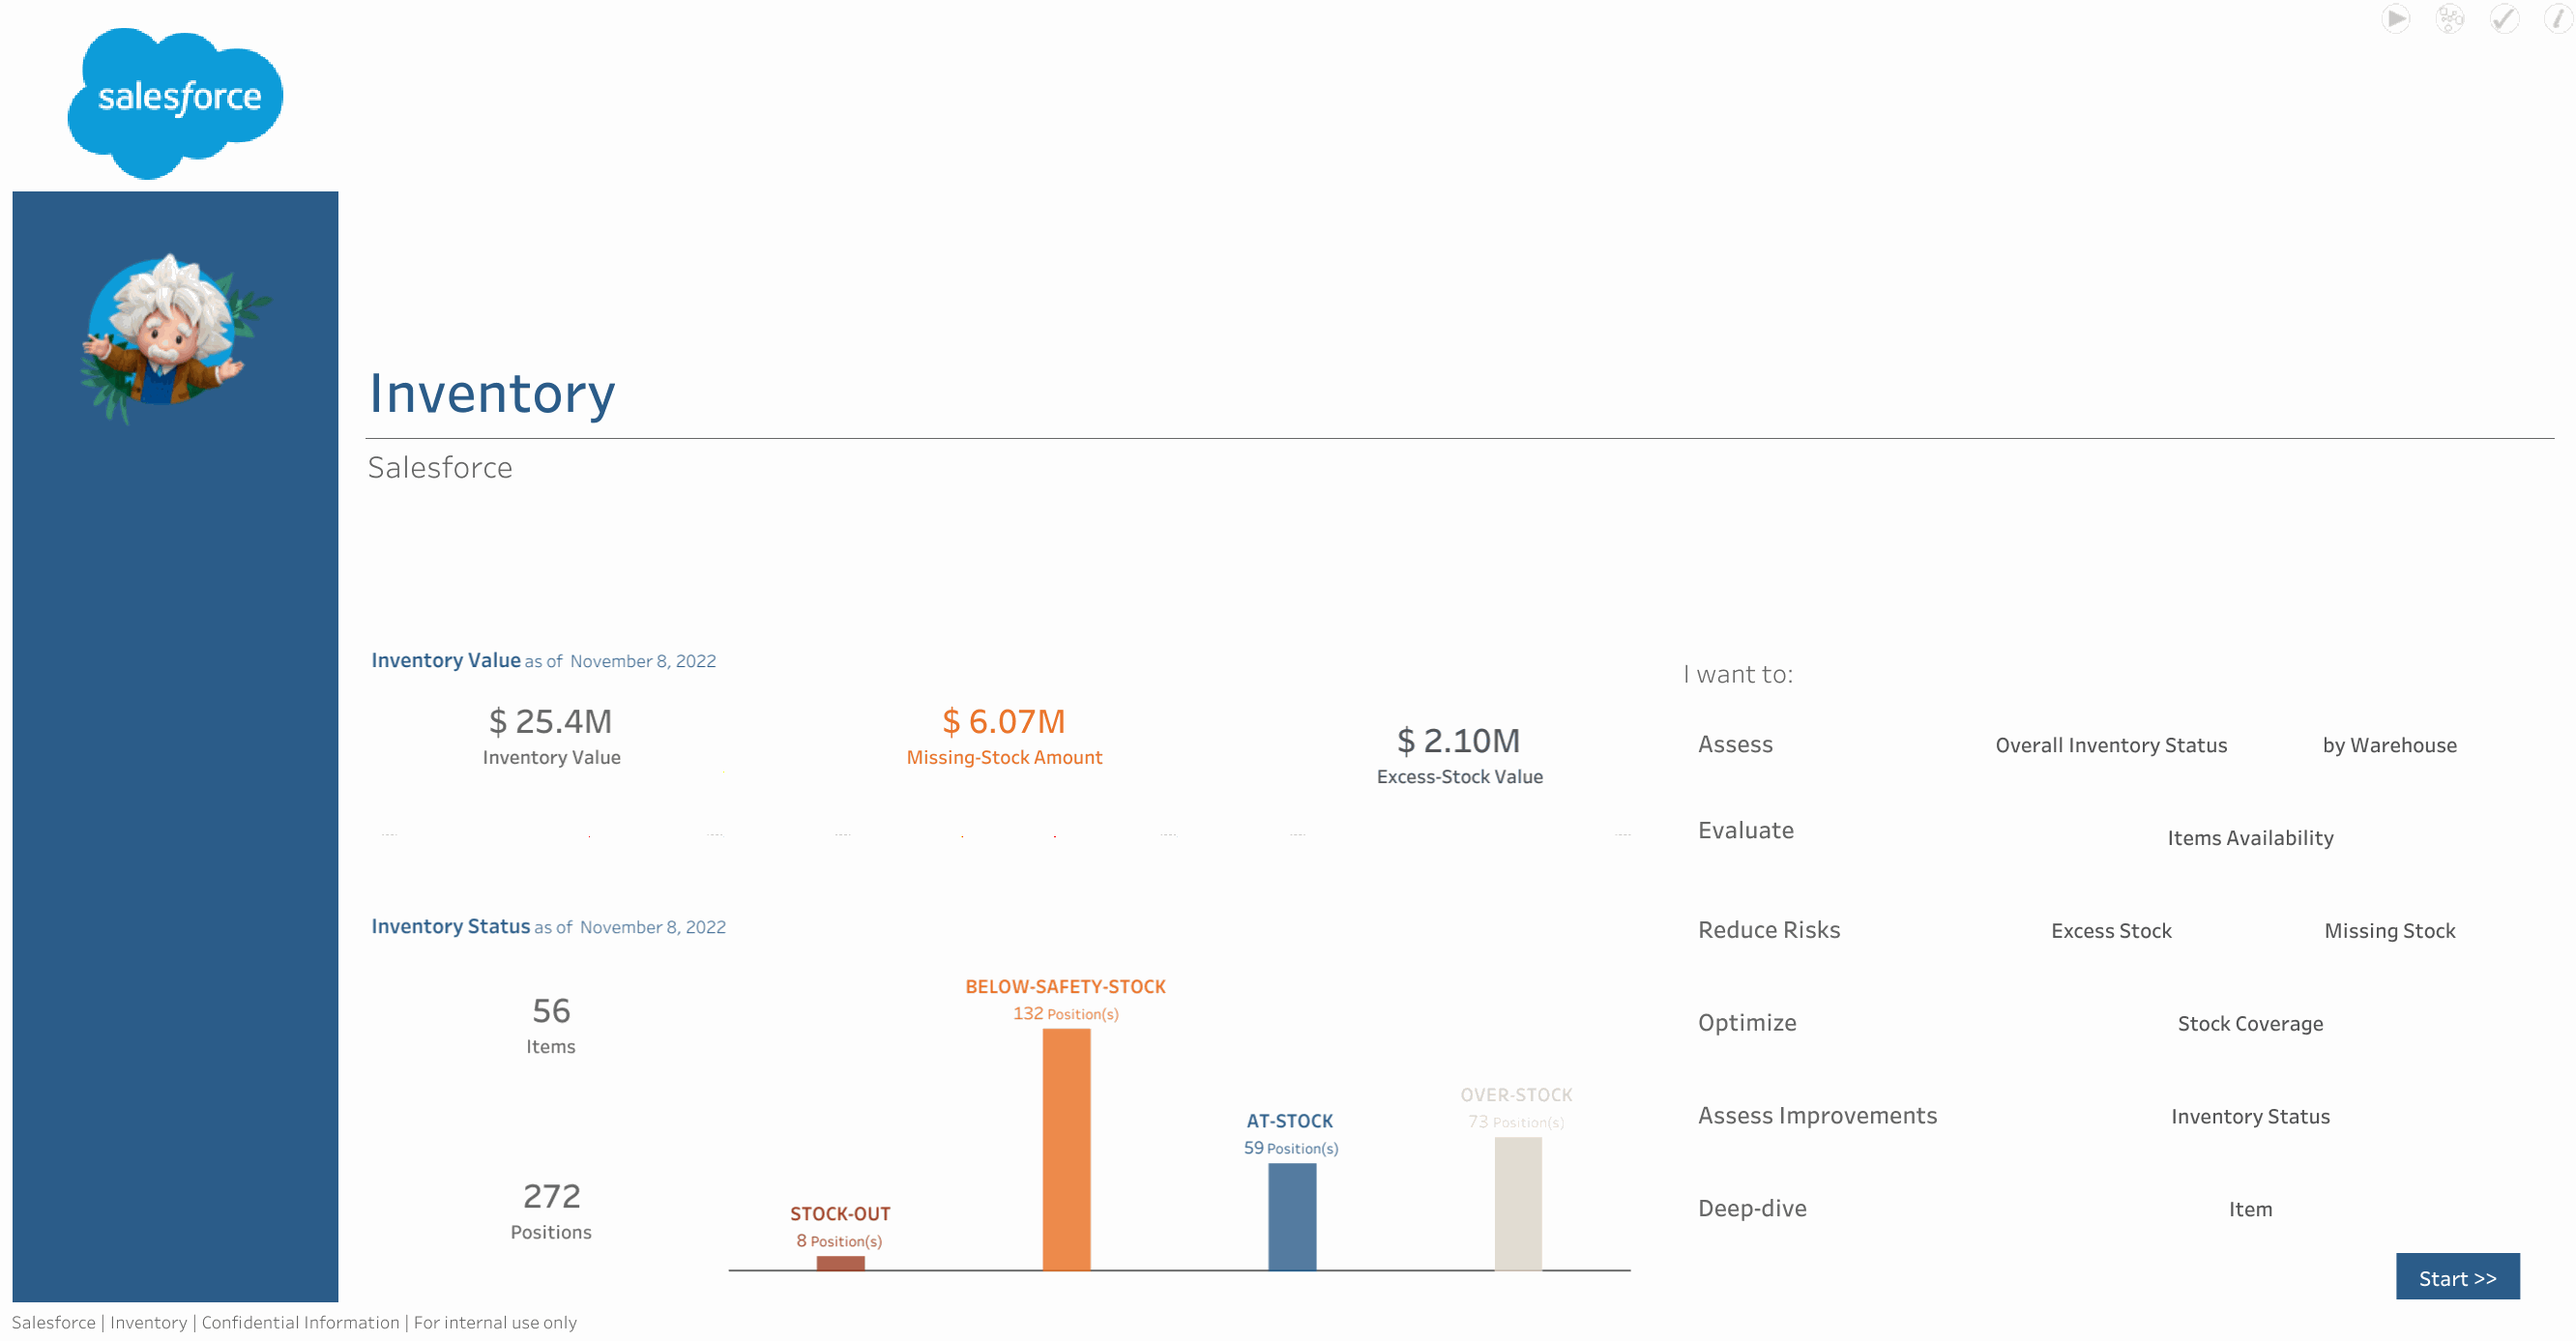 salesforce
Inventory
Salesforce
Inventory Value as of November 8, 2022
$ 25.4M
Inventory Value
$ 6.07M
Missing-Stock Amount
$ 2.10M
Excess-Stock Value
Inventory Status as of November 8, 2022
56
Items
272
Positions
STOCK-OUT
8 Position(s)
BELOW-SAFETY-STOCK
132 Position(s)
AT-STOCK
59 Position(s)
OVER-STOCK
73 Position(s)
I want to:
Assess Overall Inventory Status by Warehouse
Evaluate Items Availability
Reduce Risks Excess Stock Missing Stock
Optimize Stock Coverage
Assess Improvements Inventory Status
Deep-dive Item
Start >>
Salesforce | Inventory | Confidential Information | For internal use only